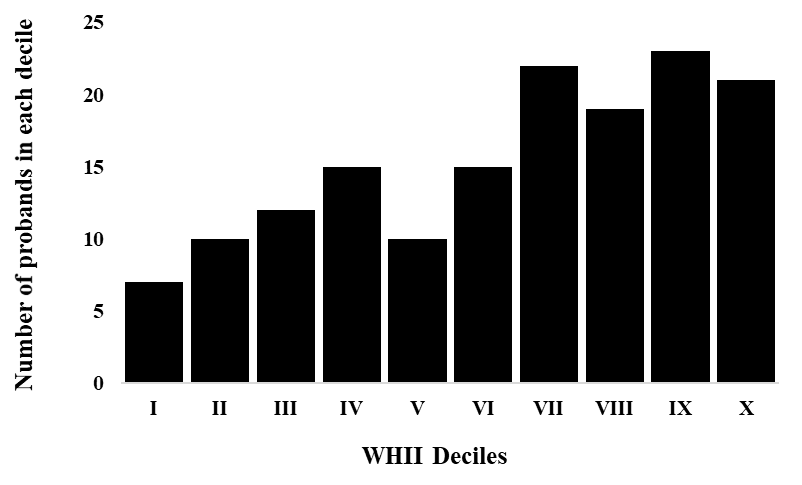 Number of probands in each decile
25
20
15
10
5
0
I II III IV V VI VII VIII IX X
WHII Deciles